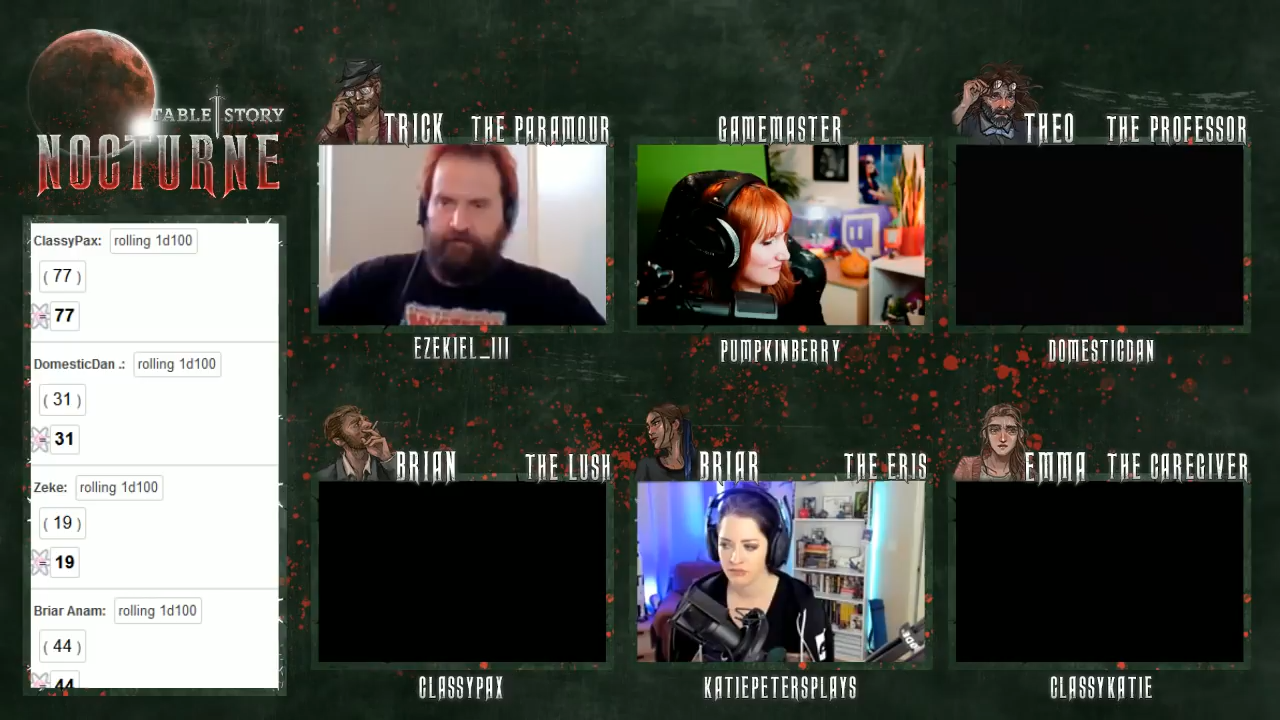 TABLE STORY
NOCTURNE
ClassyPax: rolling 1d100
( 77 )
= 77
DomesticDan .: rolling 1d100
( 31 )
= 31
Zeke: rolling 1d100
( 19 )
= 19
Briar Anam: rolling 1d100
( 44 )
= 44
TRICK THE PARAMOUR
EZEKIEL_III
GAMEMASTER
PUMPKINBERRY
THEO THE PROFESSOR
DOMESTICDAN
BRIAN THE LUSH
CLASSYPAX
BRIAR THE ERIS
KATIEPETERSPLAYS
EMMA THE CAREGIVER
CLASSYKATIE